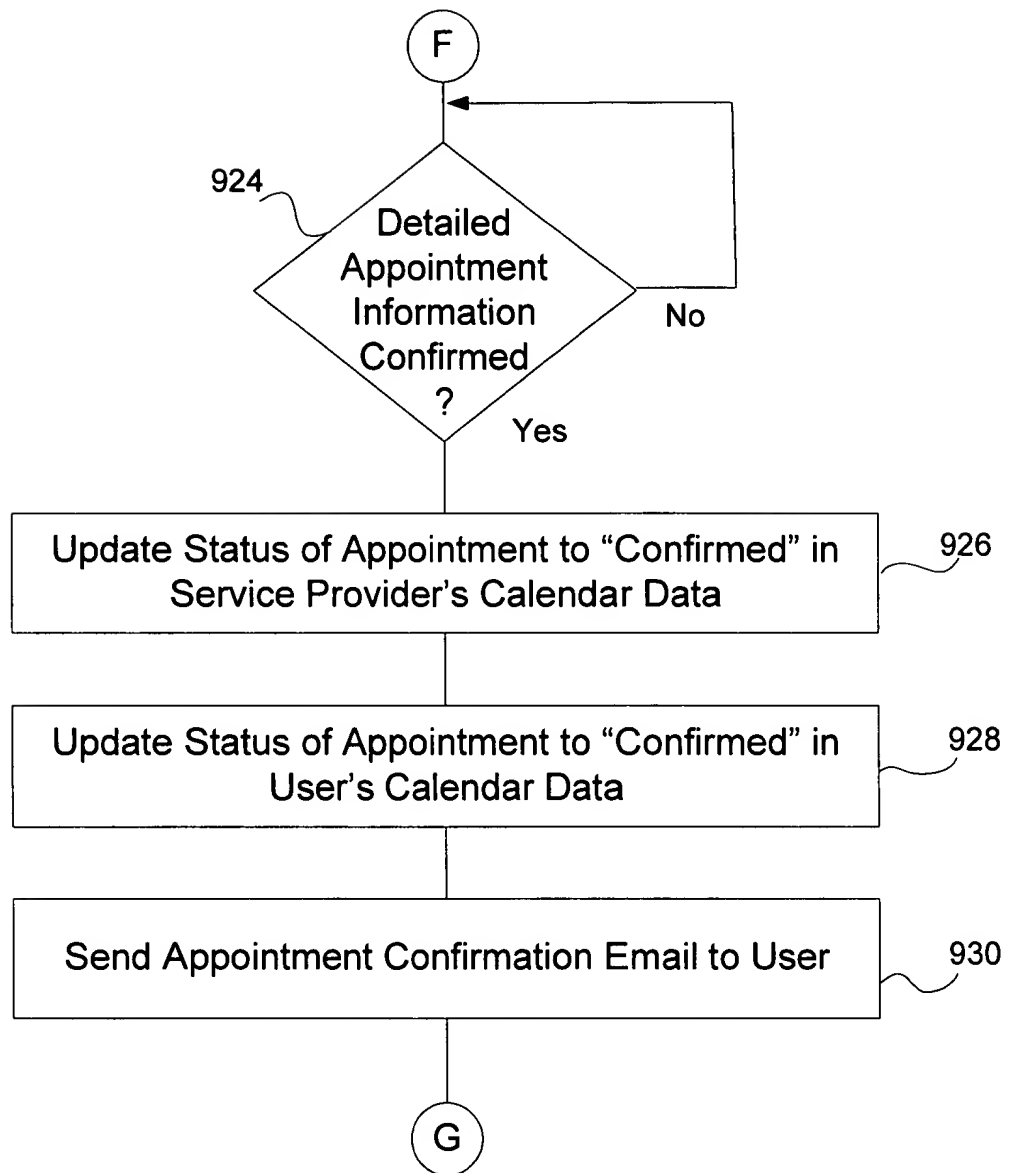 F
924
Detailed
Appointment
Information
Confirmed
?
No
Yes
Update Status of Appointment to “Confirmed” in
Service Provider’s Calendar Data
926
Update Status of Appointment to “Confirmed” in
User’s Calendar Data
928
Send Appointment Confirmation Email to User
930
G